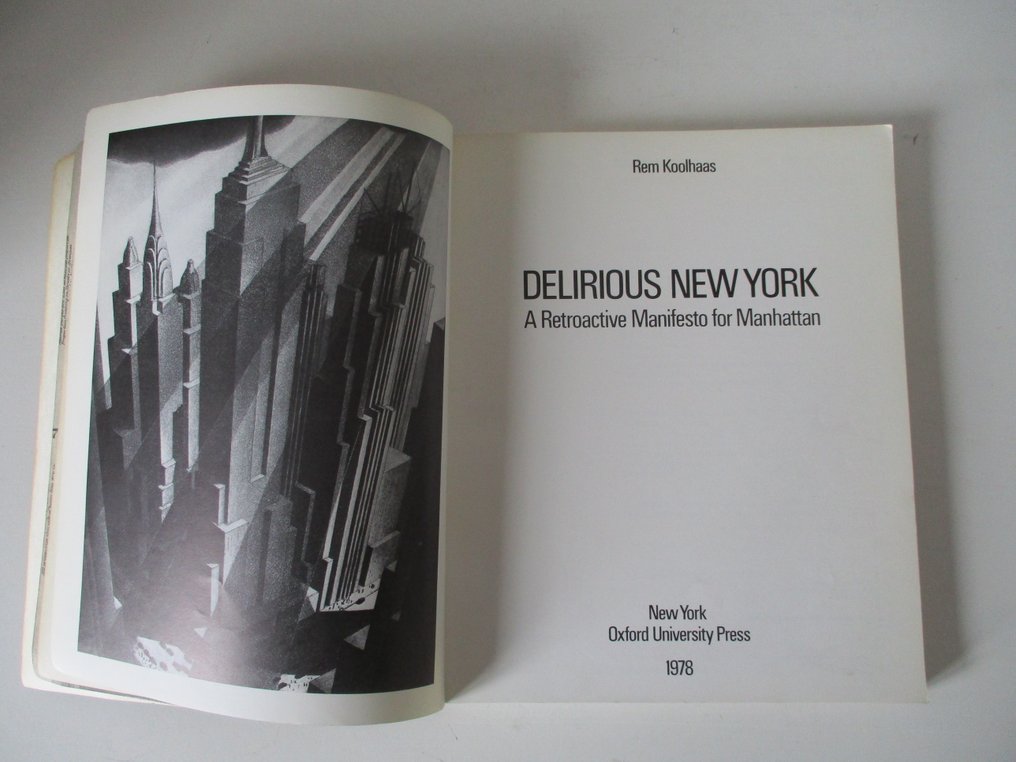 Rem Koolhaas
DELIRIOUS NEW YORK
A Retroactive Manifesto for Manhattan
New York
Oxford University Press
1978